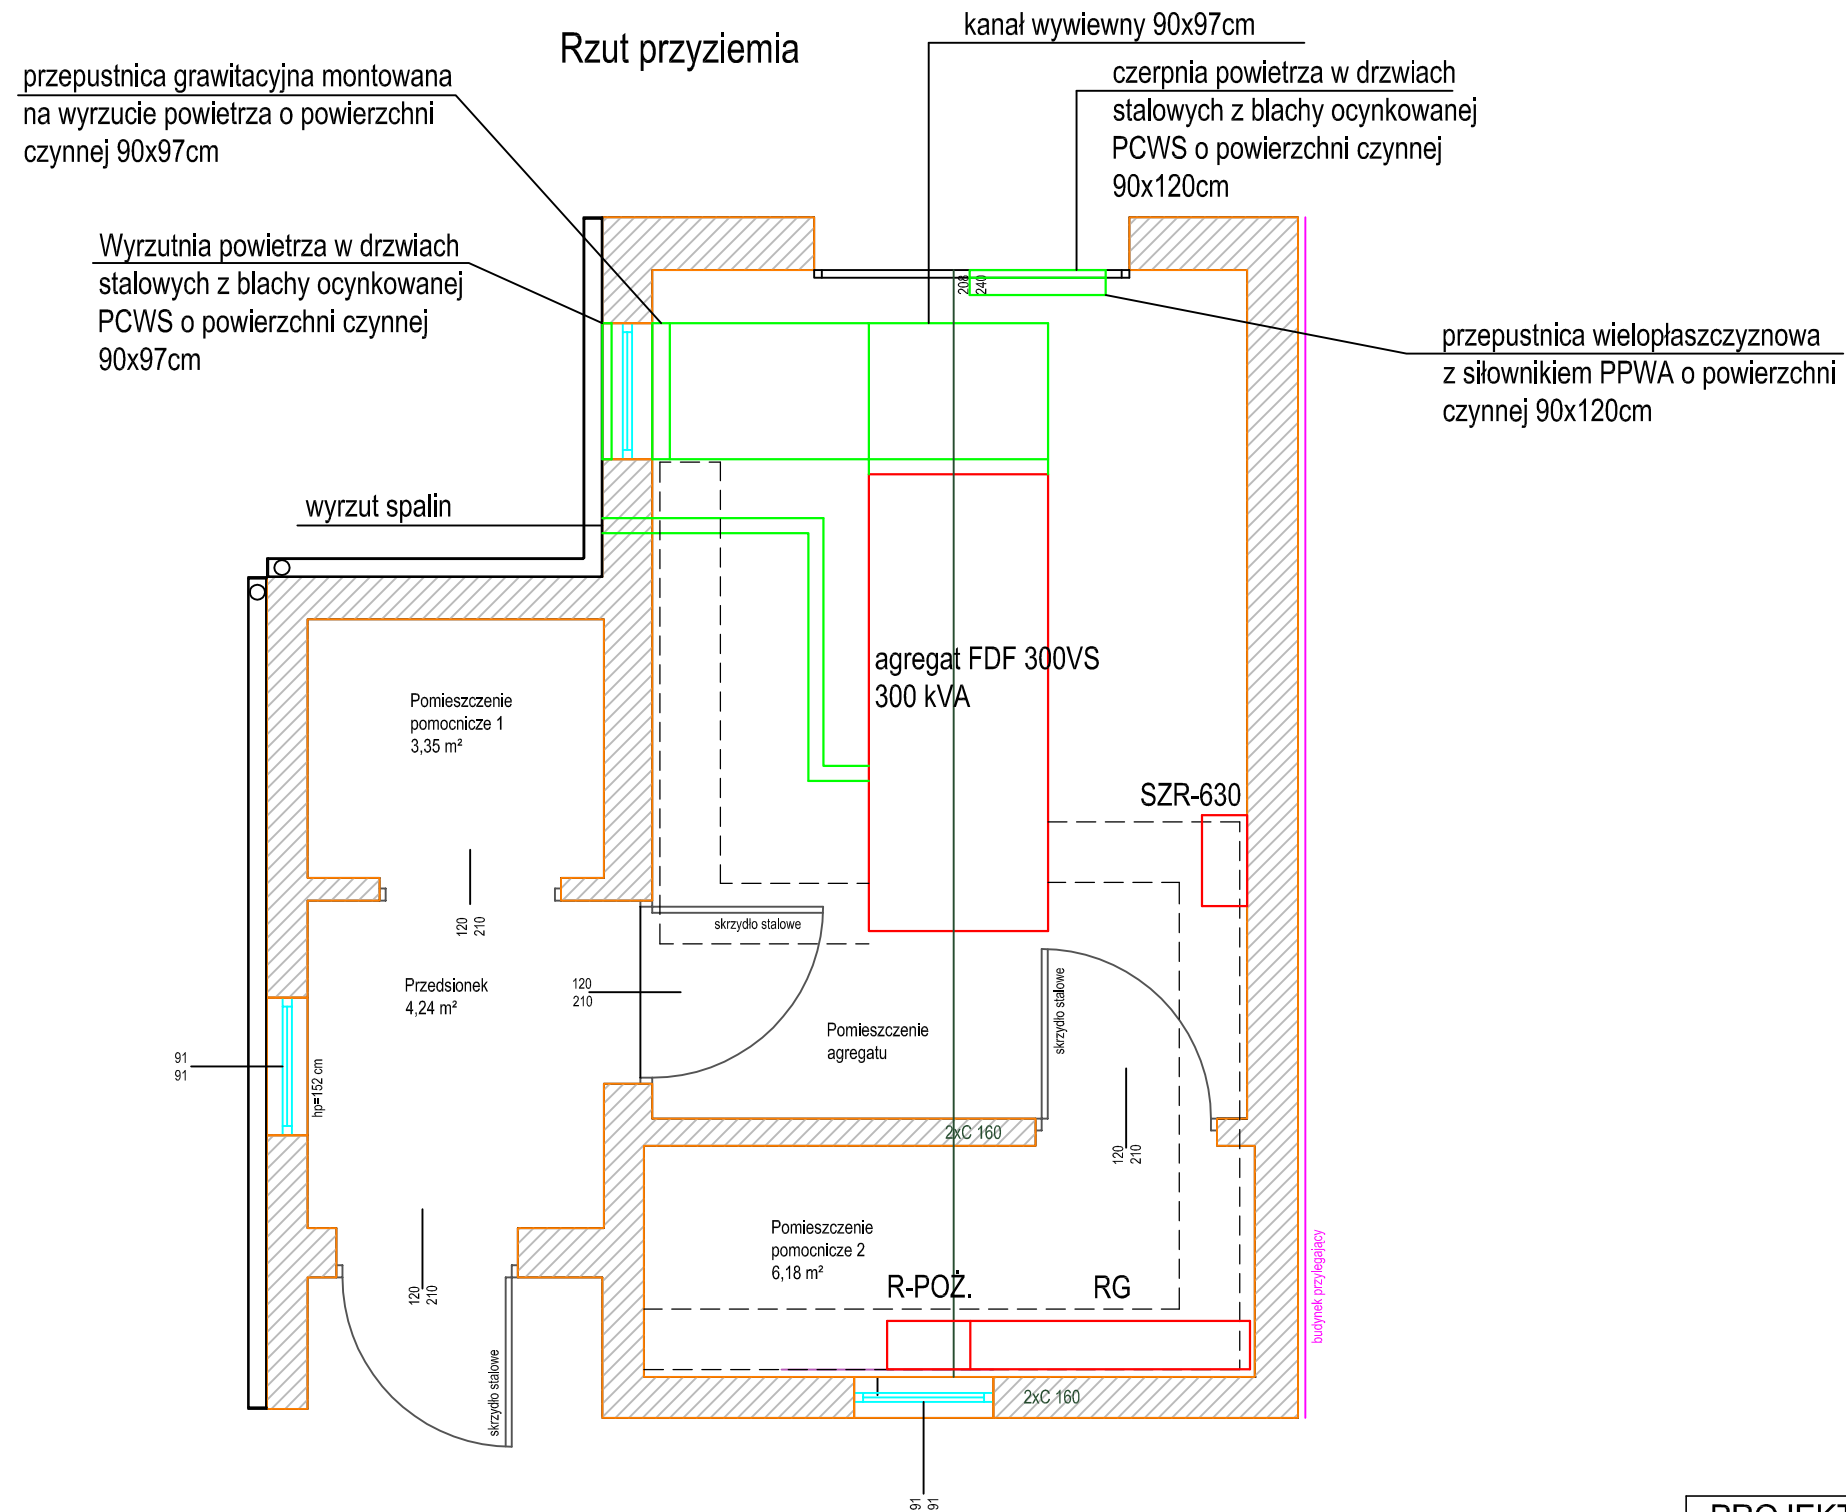 Rzut przyziemia
kanał wywiewny 90x97cm
przepustnica grawitacyjna montowana
na wyrzucie powietrza o powierzchni
czynnej 90x97cm
czerpnia powietrza w drzwiach
stalowych z blachy ocynkowanej
PCWS o powierzchni czynnej
90x120cm
Wyrzutnia powietrza w drzwiach
stalowych z blachy ocynkowanej
PCWS o powierzchni czynnej
90x97cm
208
240
przepustnica wielopłaszczyznowa
z siłownikiem PPWA o powierzchni
czynnej 90x120cm
wyrzut spalin
agregat FDF 300VS
300 kVA
Pomieszczenie
pomocnicze 1
3,35 m²
SZR-630
120
210
skrzydło stalowe
Przedsionek
4,24 m²
120
210
skrzydło stalowe
Pomieszczenie
agregatu
91
91
hp=152 cm
2xC 160
120
210
Pomieszczenie
pomocnicze 2
6,18 m²
R-POŻ.
RG
budynek przylegający
120
210
skrzydło stalowe
2xC 160
91
91
PROJEKT